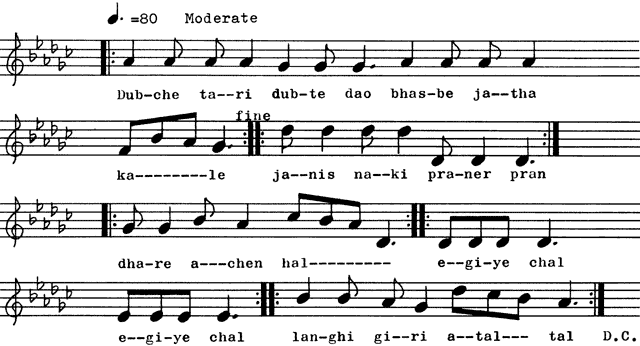 ♩. =80 Moderate
Dub-che ta--ri dub-te dao bhas-be ja--tha
fine
ka--------le ja--nis na--ki pra-ner pran
dha-re a---chen hal--------- e--gi-ye chal
e--gi-ye chal lan-ghi gi--ri a-tal--- tal D.C.